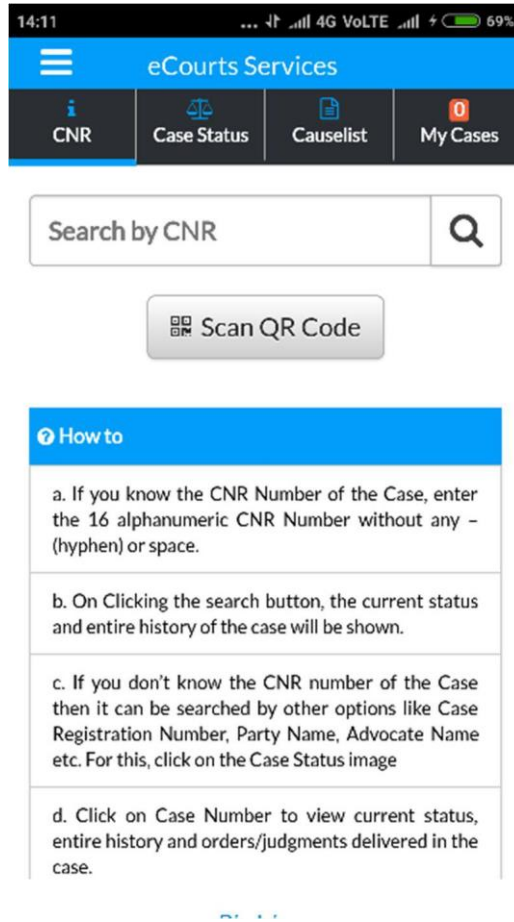 14:11 ... 4G VoLTE 69%
eCourts Services
CNR Case Status Causelist 0 My Cases
Search by CNR
Scan QR Code
How to
a. If you know the CNR Number of the Case, enter
the 16 alphanumeric CNR Number without any –
(hyphen) or space.
b. On Clicking the search button, the current status
and entire history of the case will be shown.
c. If you don't know the CNR number of the Case
then it can be searched by other options like Case
Registration Number, Party Name, Advocate Name
etc. For this, click on the Case Status image
d. Click on Case Number to view current status,
entire history and orders/judgments delivered in the
case.